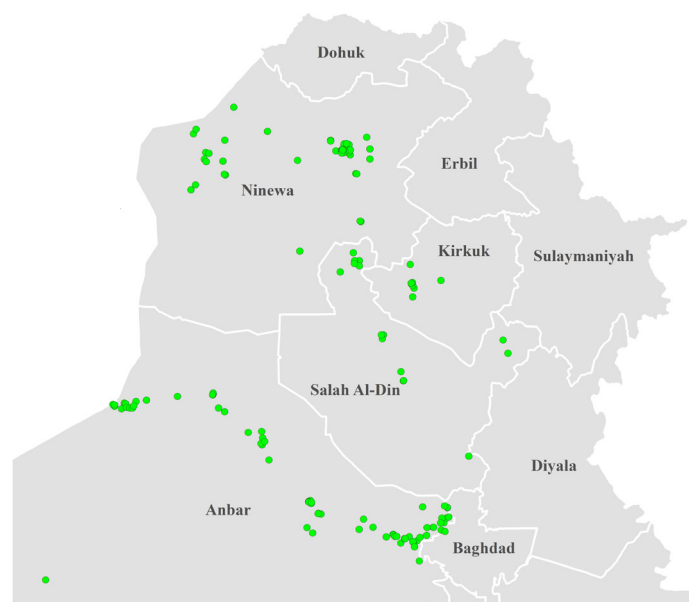 Dohuk
Erbil
Ninewa
Kirkuk
Sulaymaniyah
Salah Al-Din
Diyala
Anbar
Baghdad